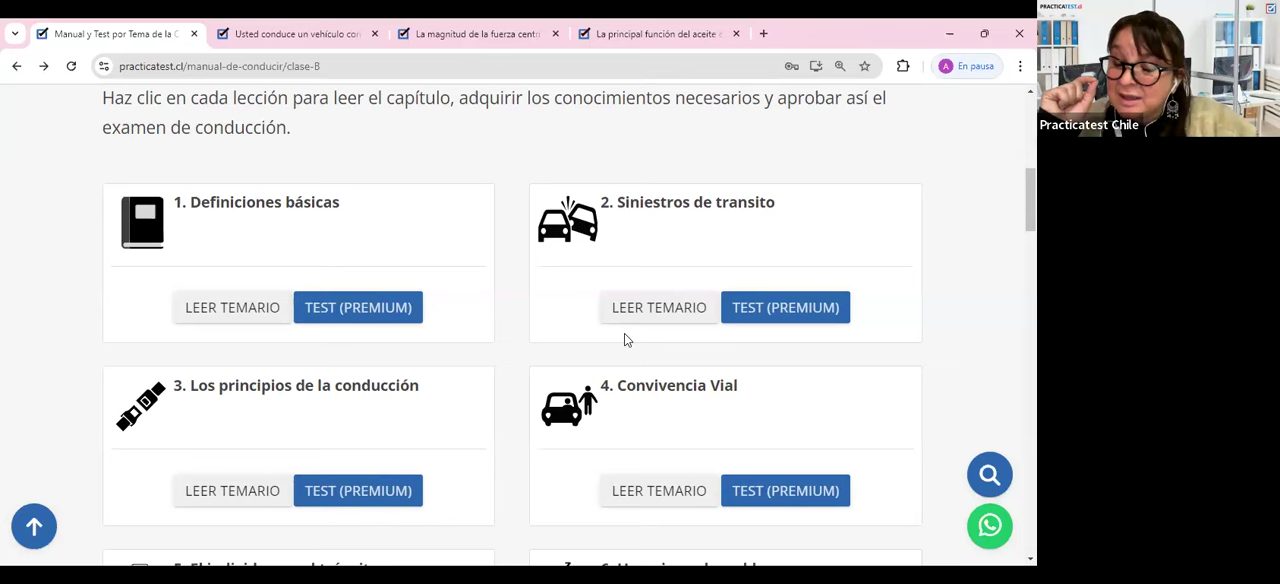 Manual y Test por Tema de la C
Usted conduce un vehículo con
La magnitud de la fuerza centr
La principal función del aceite e
practicatest.cl/manual-de-conducir/clase-B
A
En pausa
PRACTICATEST.cl
Practicatest Chile
Haz clic en cada lección para leer el capítulo, adquirir los conocimientos necesarios y aprobar así el
examen de conducción.
1. Definiciones básicas
LEER TEMARIO
TEST (PREMIUM)
2. Siniestros de transito
LEER TEMARIO
TEST (PREMIUM)
3. Los principios de la conducción
LEER TEMARIO
TEST (PREMIUM)
4. Convivencia Vial
LEER TEMARIO
TEST (PREMIUM)